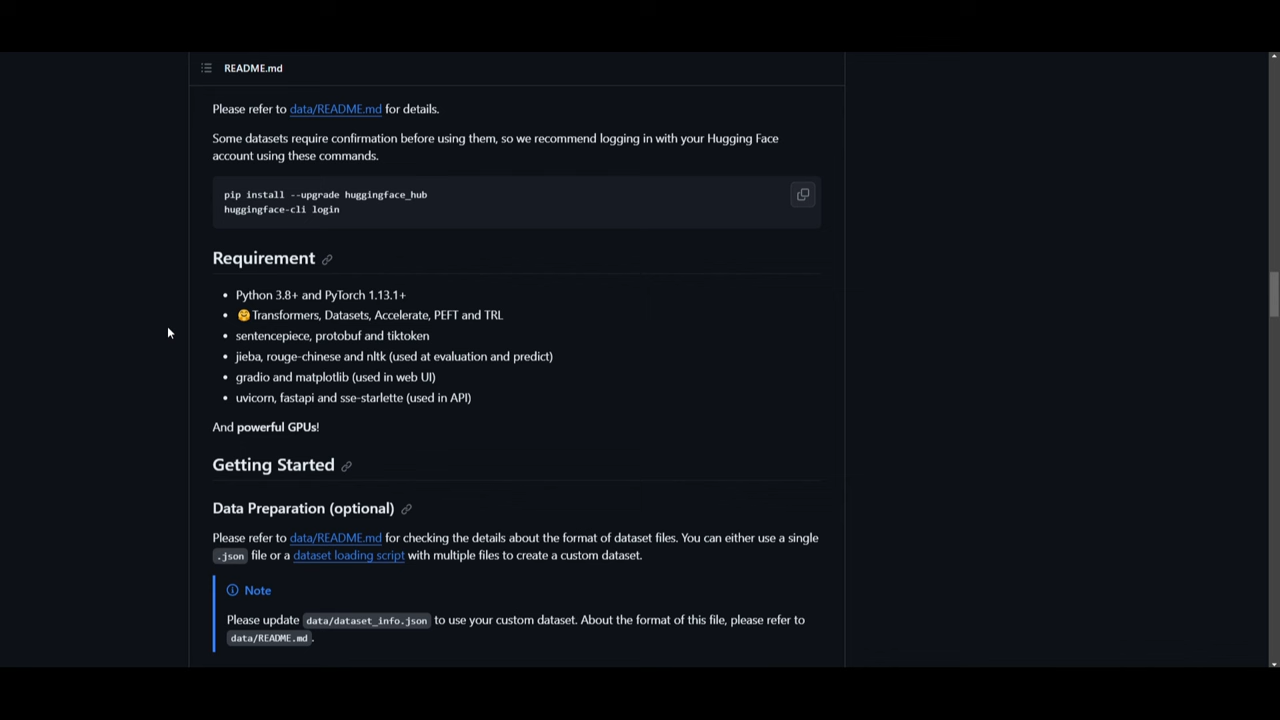 README.md
Please refer to data/README.md for details.
Some datasets require confirmation before using them, so we recommend logging in with your Hugging Face
account using these commands.
pip install --upgrade huggingface_hub
huggingface-cli login
Requirement
Python 3.8+ and PyTorch 1.13.1+
🤗Transformers, Datasets, Accelerate, PEFT and TRL
sentencepiece, protobuf and tiktoken
jieba, rouge-chinese and nltk (used at evaluation and predict)
gradio and matplotlib (used in web UI)
uvicorn, fastapi and sse-starlette (used in API)
And powerful GPUs!
Getting Started
Data Preparation (optional)
Please refer to data/README.md for checking the details about the format of dataset files. You can either use a single
.json file or a dataset loading script with multiple files to create a custom dataset.
Note
Please update data/dataset_info.json to use your custom dataset. About the format of this file, please refer to
data/README.md.